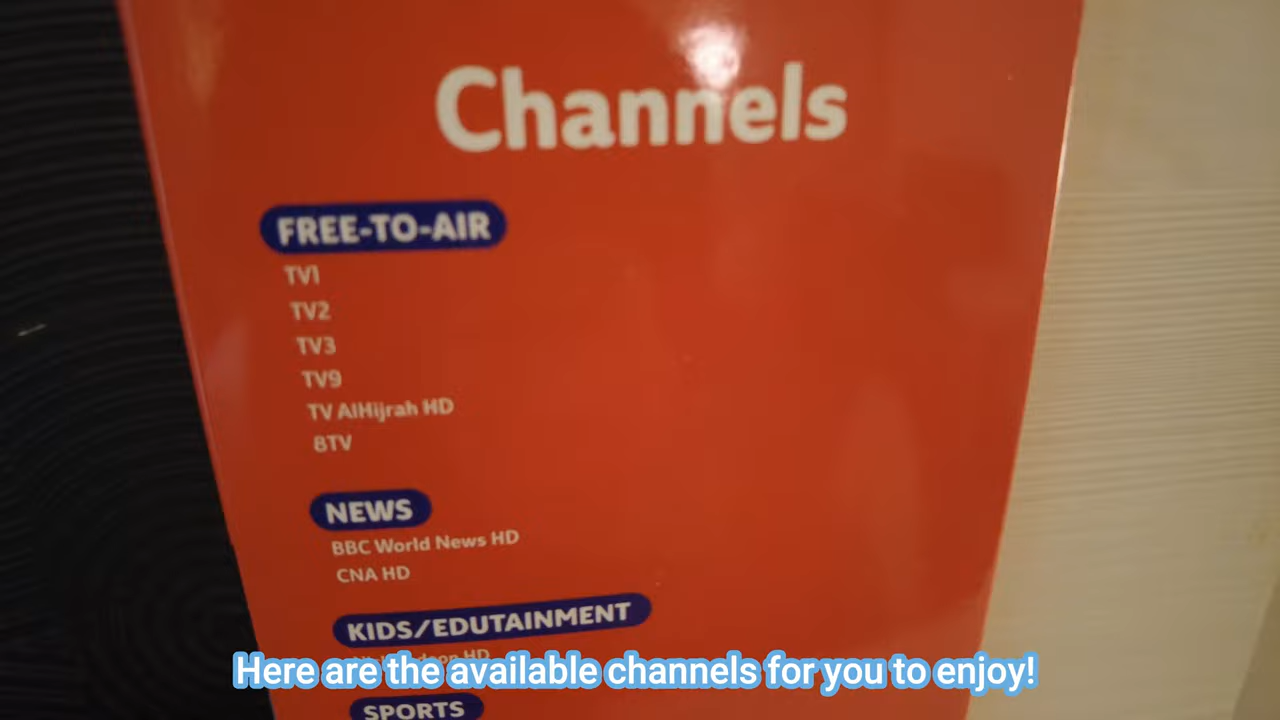 Channels
FREE-TO-AIR
TV1
TV2
TV3
TV9
TV AlHijrah HD
8TV
NEWS
BBC World News HD
CNA HD
KIDS/EDUTAINMENT
HD
Here are the available channels for you to enjoy!
SPORTS